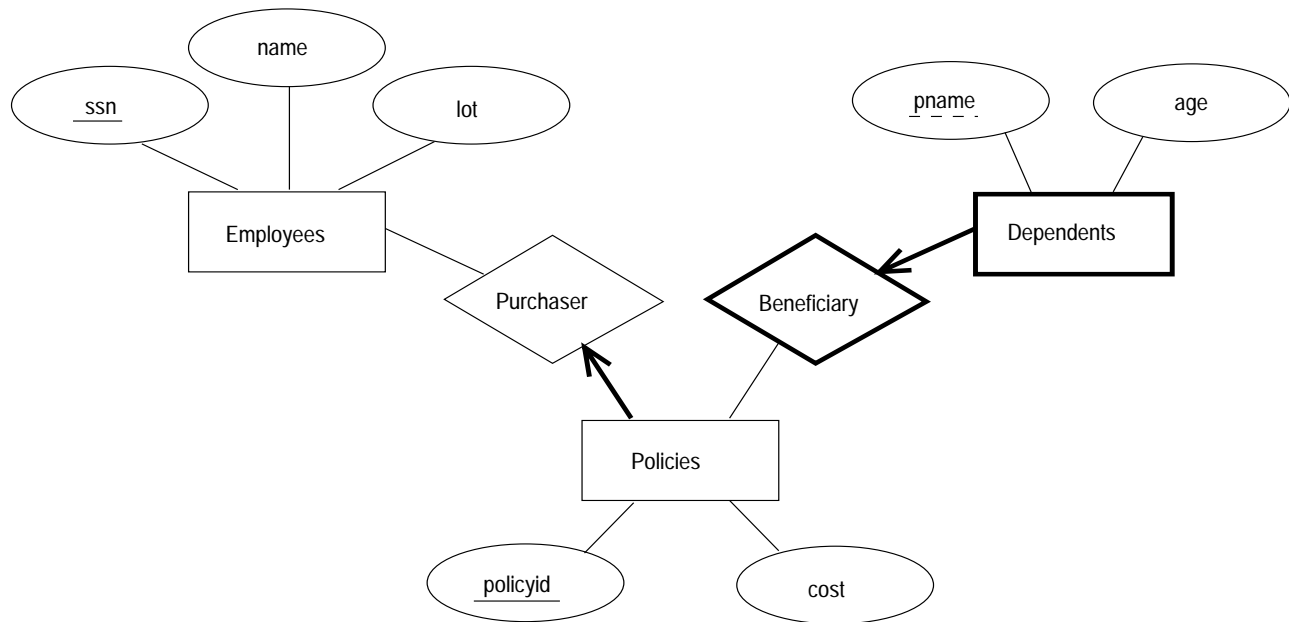 name
ssn
lot
pname
age
Employees
Dependents
Purchaser
Beneficiary
Policies
policyid
cost